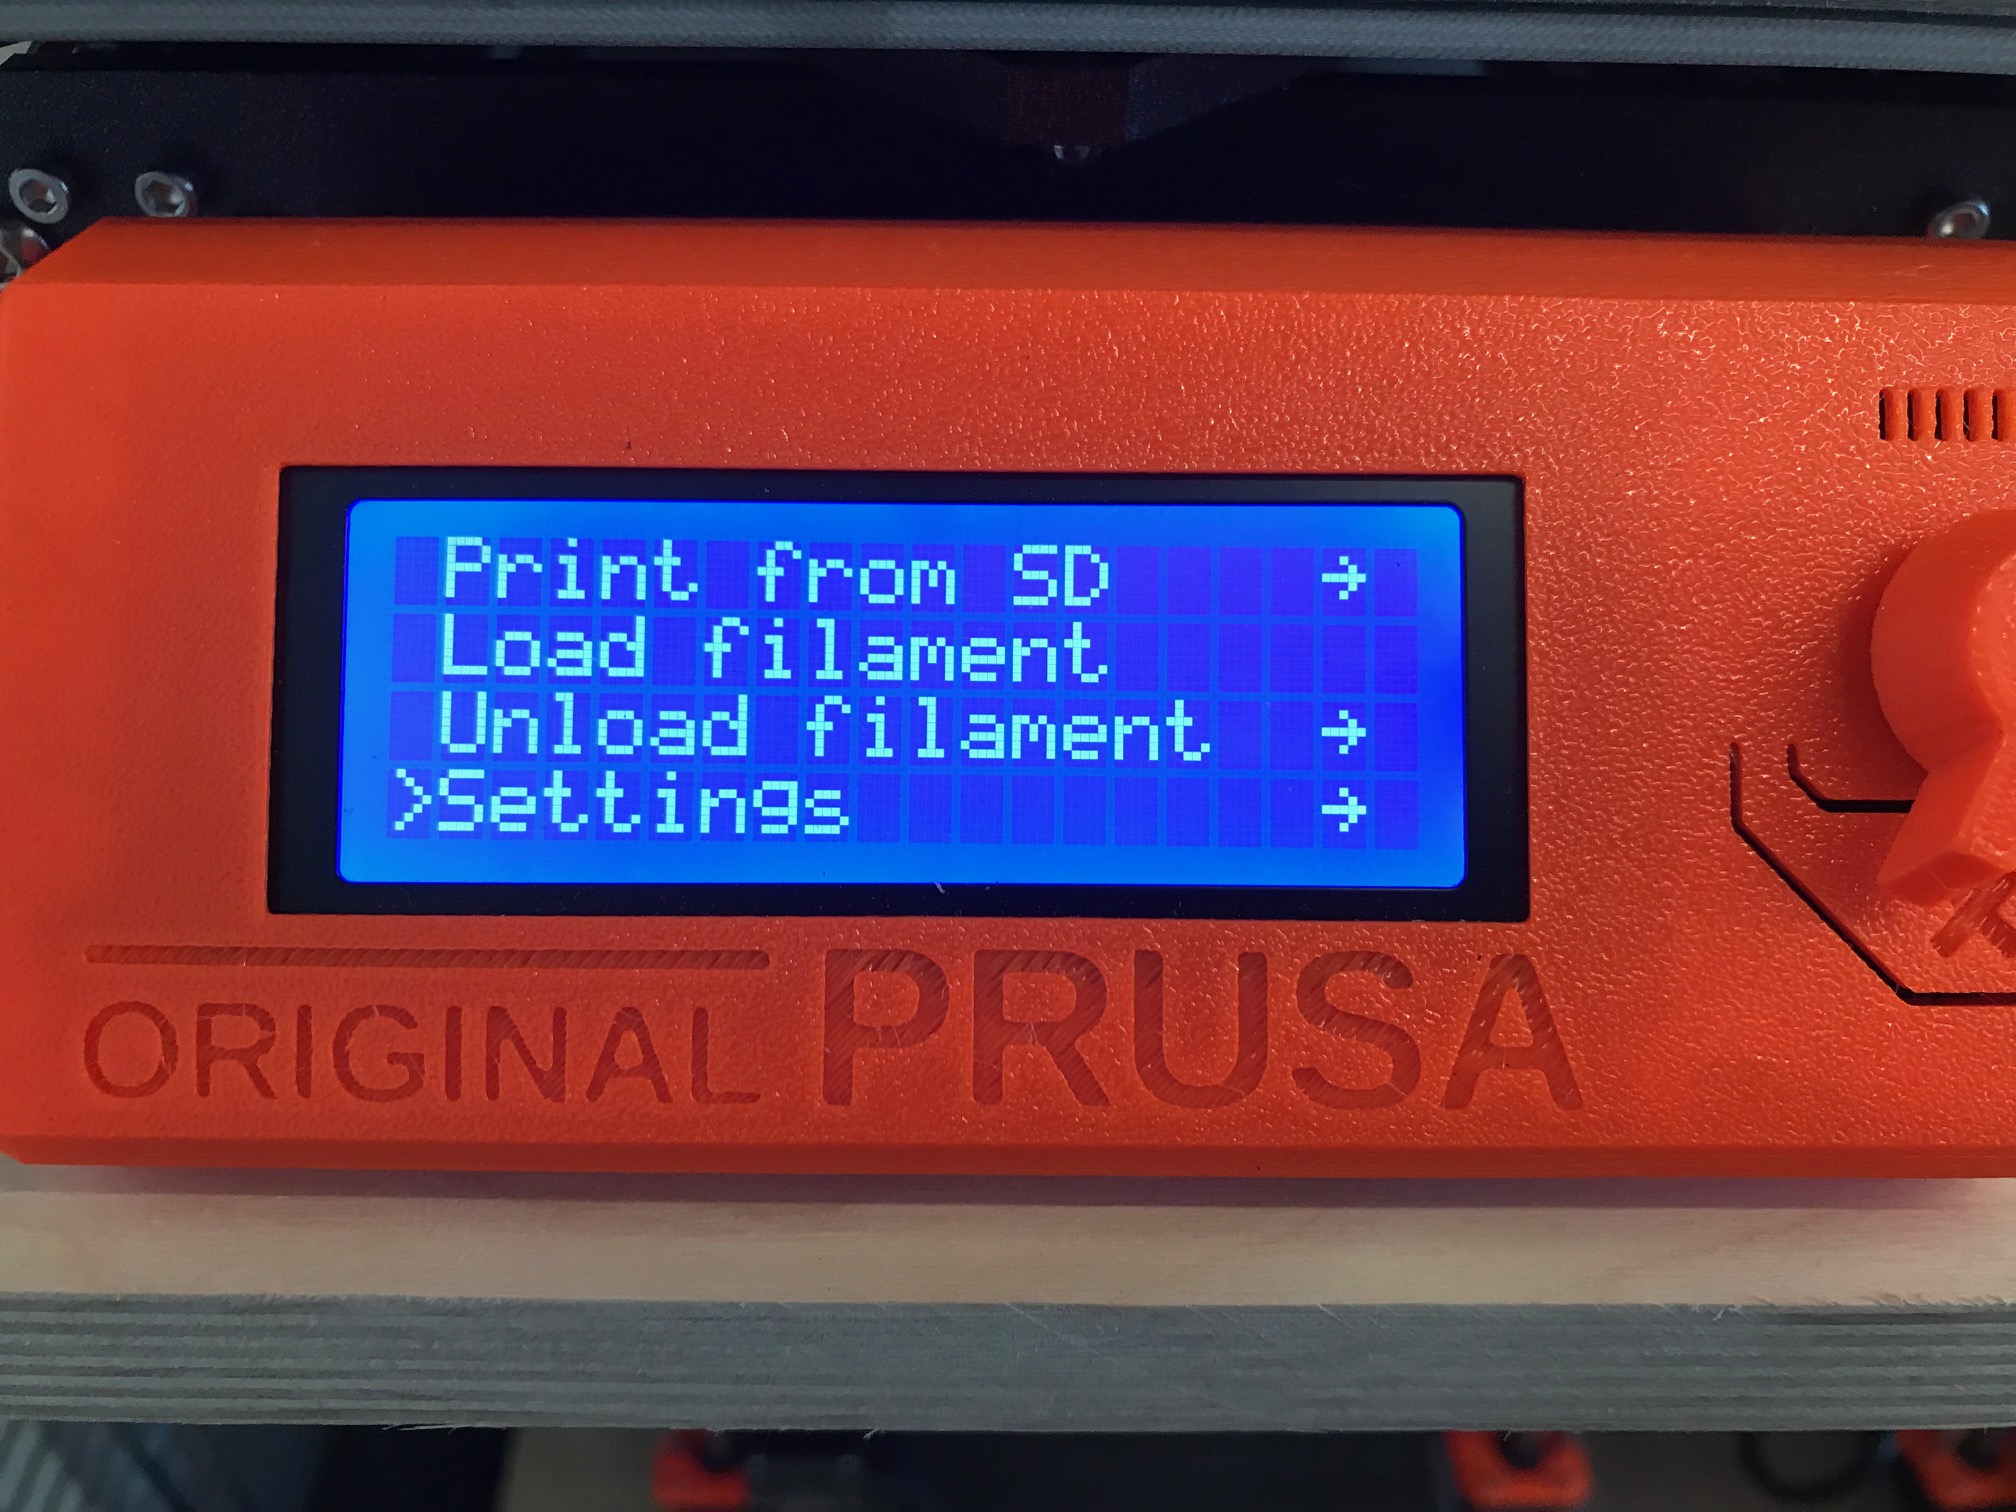 Print from SD →
Load filament
Unload filament →
>Settings →
ORIGINAL PRUSA